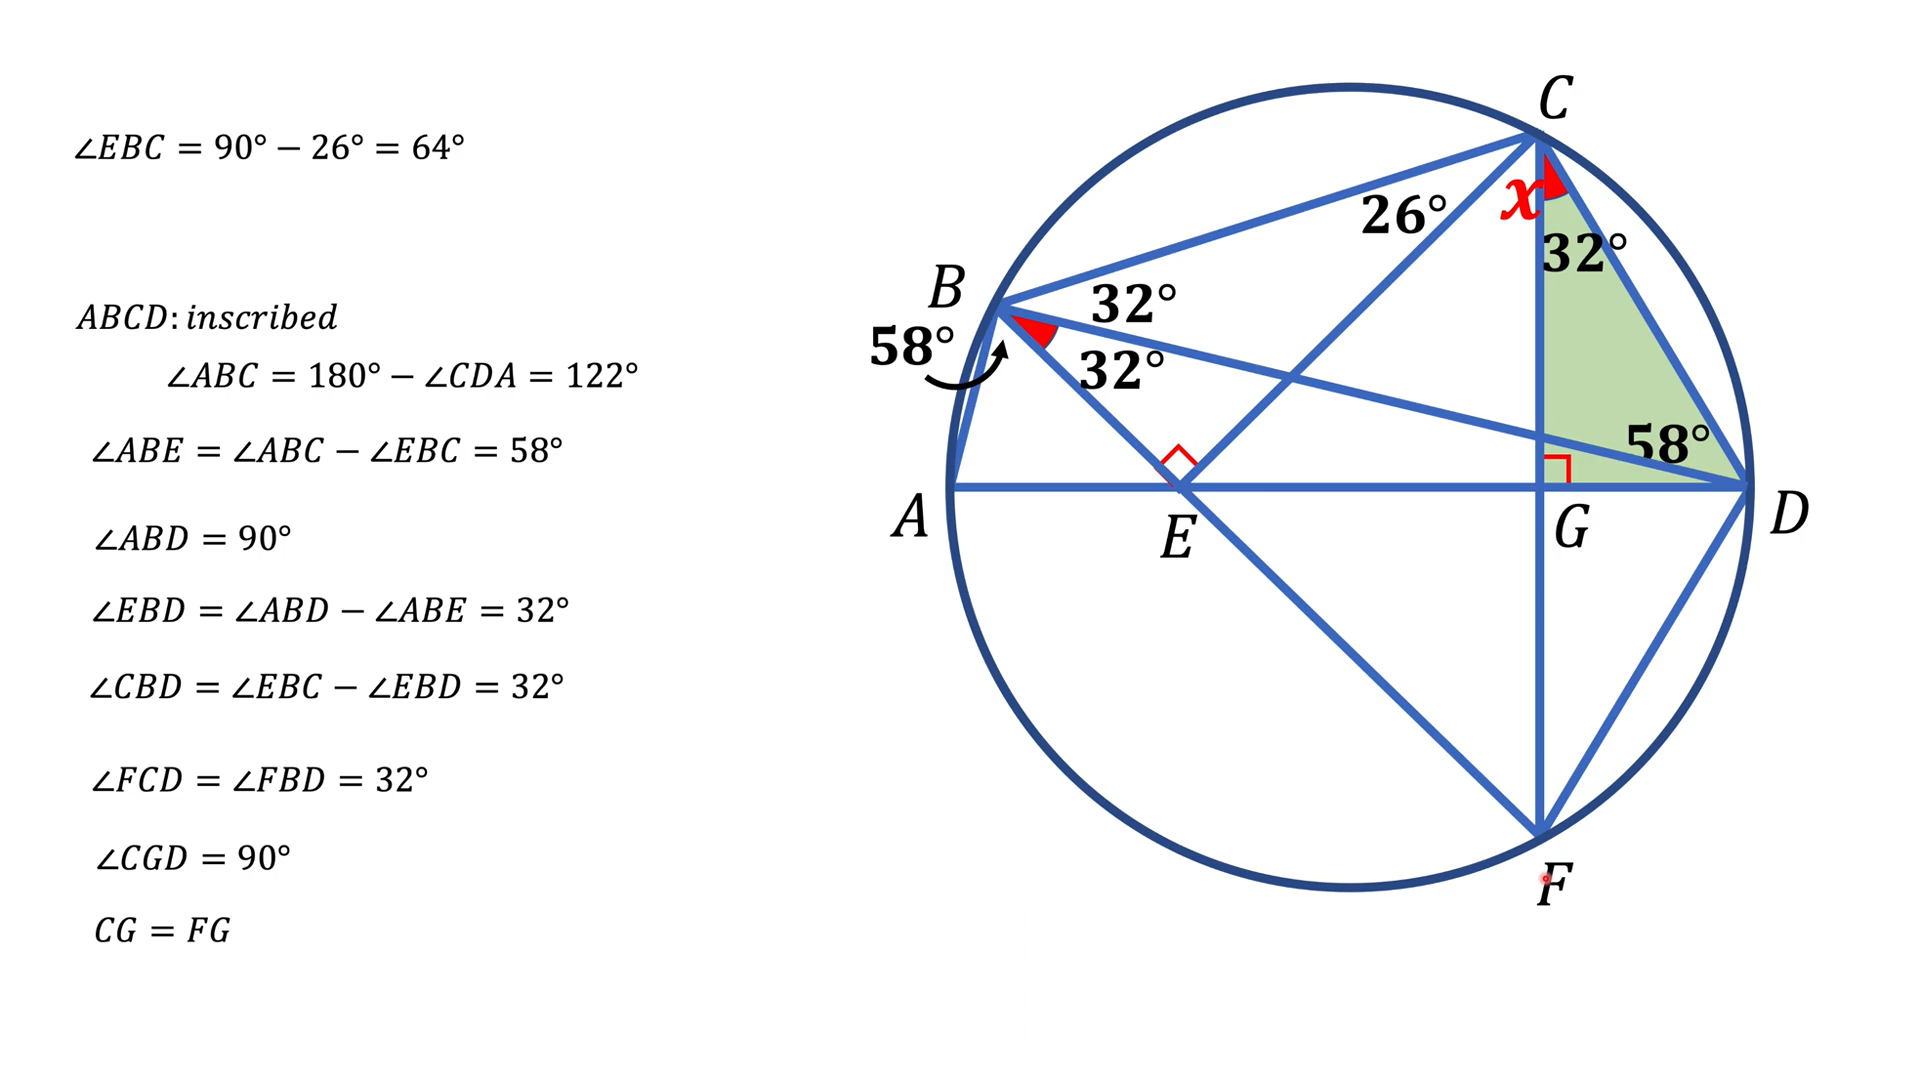 ∠EBC = 90° − 26° = 64°
ABCD: inscribed
∠ABC = 180° − ∠CDA = 122°
∠ABE = ∠ABC − ∠EBC = 58°
∠ABD = 90°
∠EBD = ∠ABD − ∠ABE = 32°
∠CBD = ∠EBC − ∠EBD = 32°
∠FCD = ∠FBD = 32°
∠CGD = 90°
CG = FG
C
x
26°
32°
B
32°
58°
32°
58°
A
E
G
D
F